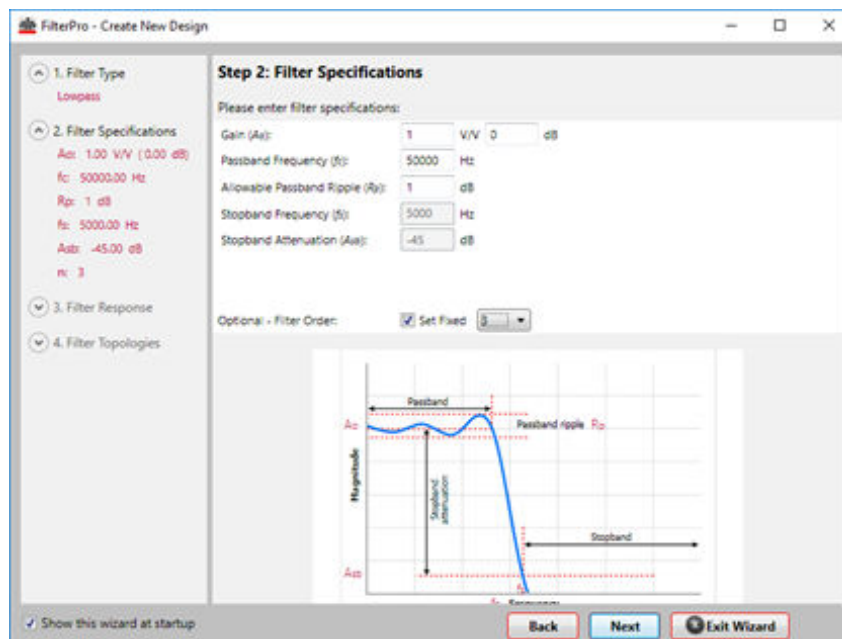 FilterPro - Create New Design
1. Filter Type
Lowpass
2. Filter Specifications
Ao: 1.00 V/V ( 0.00 dB)
fc: 50000.00 Hz
Rp: 1 dB
fs: 5000.00 Hz
Asb: -45.00 dB
n: 3
3. Filter Response
4. Filter Topologies
Step 2: Filter Specifications
Please enter filter specifications:
Gain (Ao): 1 V/V 0 dB
Passband Frequency (fc): 50000 Hz
Allowable Passband Ripple (Rp): 1 dB
Stopband Frequency (fs): 5000 Hz
Stopband Attenuation (Asb): -45 dB
Optional - Filter Order: Set Fixed 3
Passband
Ao
Passband ripple Rp
Magnitude
Stopband attenuation
Stopband
Asb
Frequency
Show this wizard at startup
Back
Next
Exit Wizard